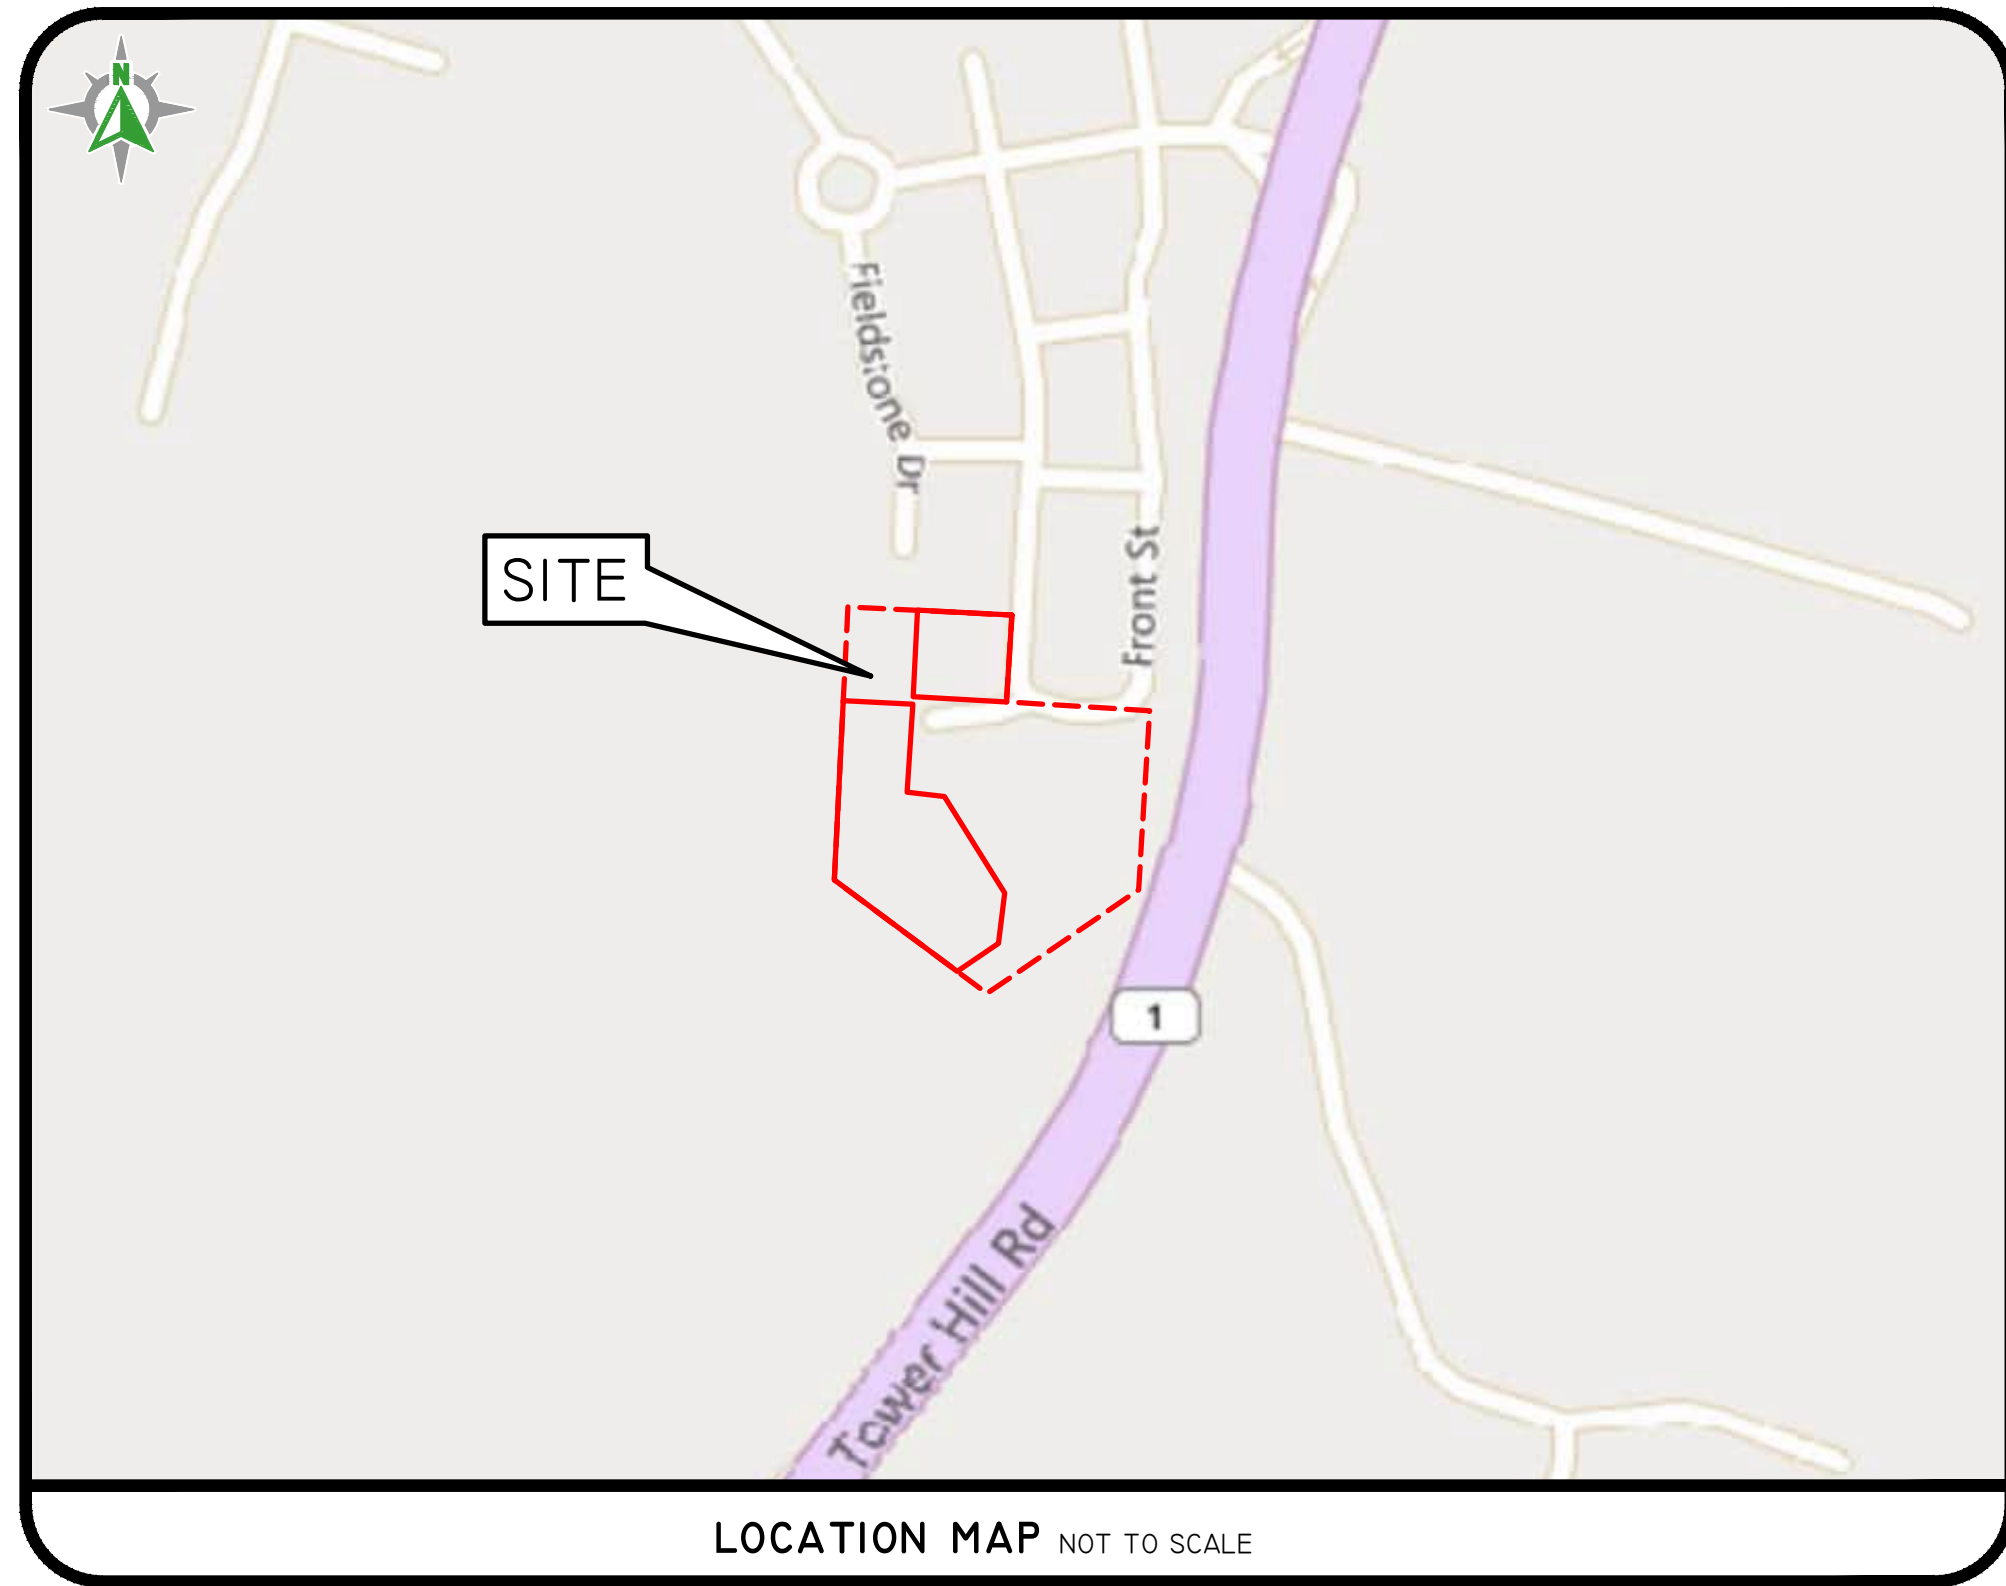 N
Fieldstone Dr
Front St
SITE
1
Tower Hill Rd
LOCATION MAP NOT TO SCALE